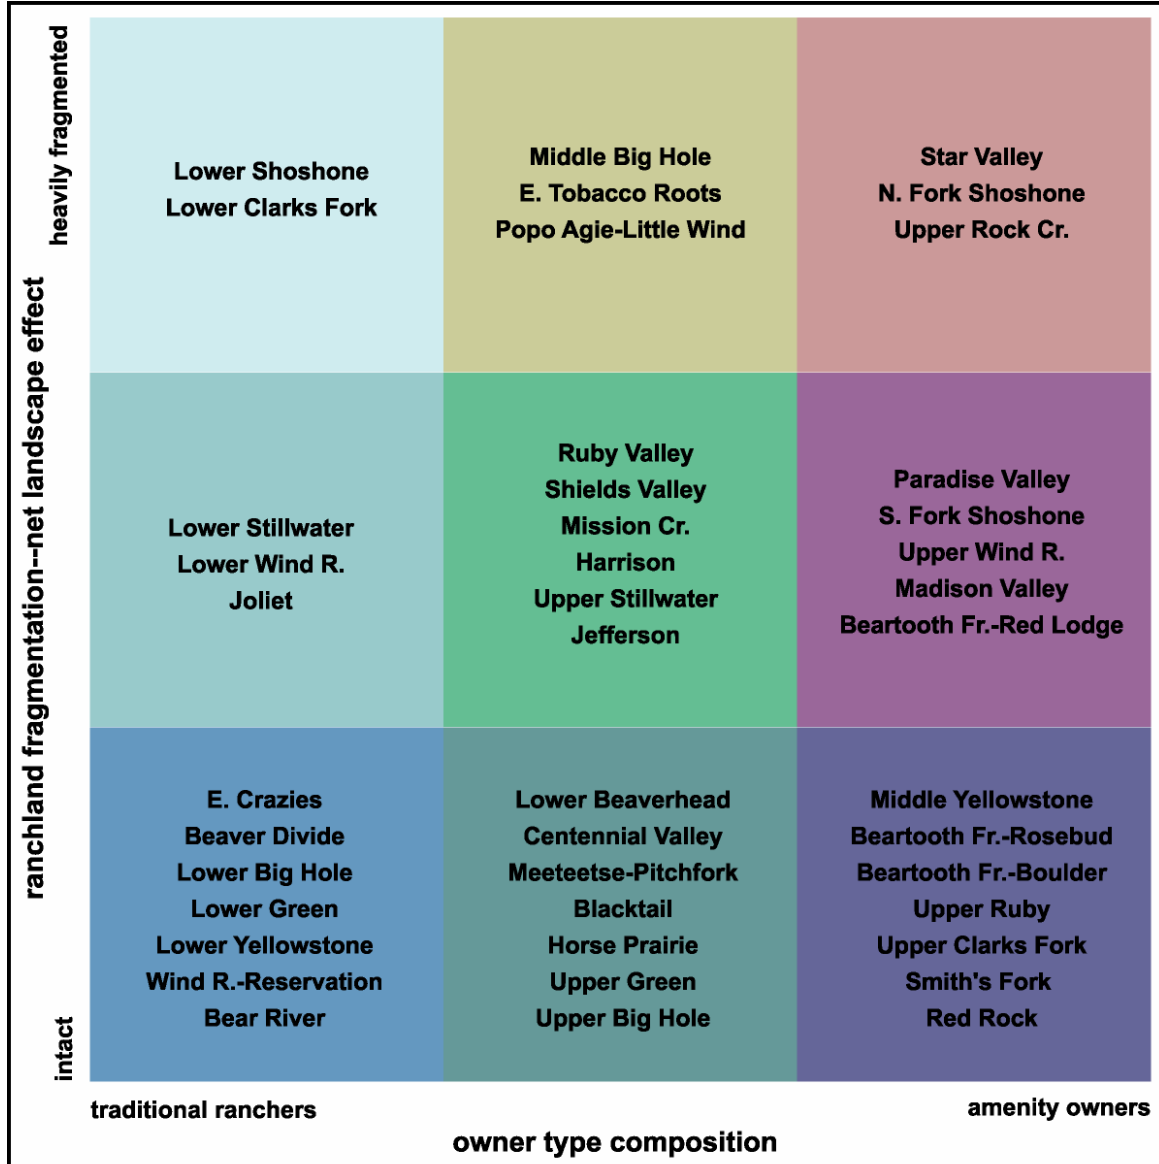 heavily fragmented
ranchland fragmentation--net landscape effect
intact
Lower Shoshone
Lower Clarks Fork
Middle Big Hole
E. Tobacco Roots
Popo Agie-Little Wind
Star Valley
N. Fork Shoshone
Upper Rock Cr.
Lower Stillwater
Lower Wind R.
Joliet
Ruby Valley
Shields Valley
Mission Cr.
Harrison
Upper Stillwater
Jefferson
Paradise Valley
S. Fork Shoshone
Upper Wind R.
Madison Valley
Beartooth Fr.-Red Lodge
E. Crazies
Beaver Divide
Lower Big Hole
Lower Green
Lower Yellowstone
Wind R.-Reservation
Bear River
Lower Beaverhead
Centennial Valley
Meeteetse-Pitchfork
Blacktail
Horse Prairie
Upper Green
Upper Big Hole
Middle Yellowstone
Beartooth Fr.-Rosebud
Beartooth Fr.-Boulder
Upper Ruby
Upper Clarks Fork
Smith's Fork
Red Rock
traditional ranchers
amenity owners
owner type composition